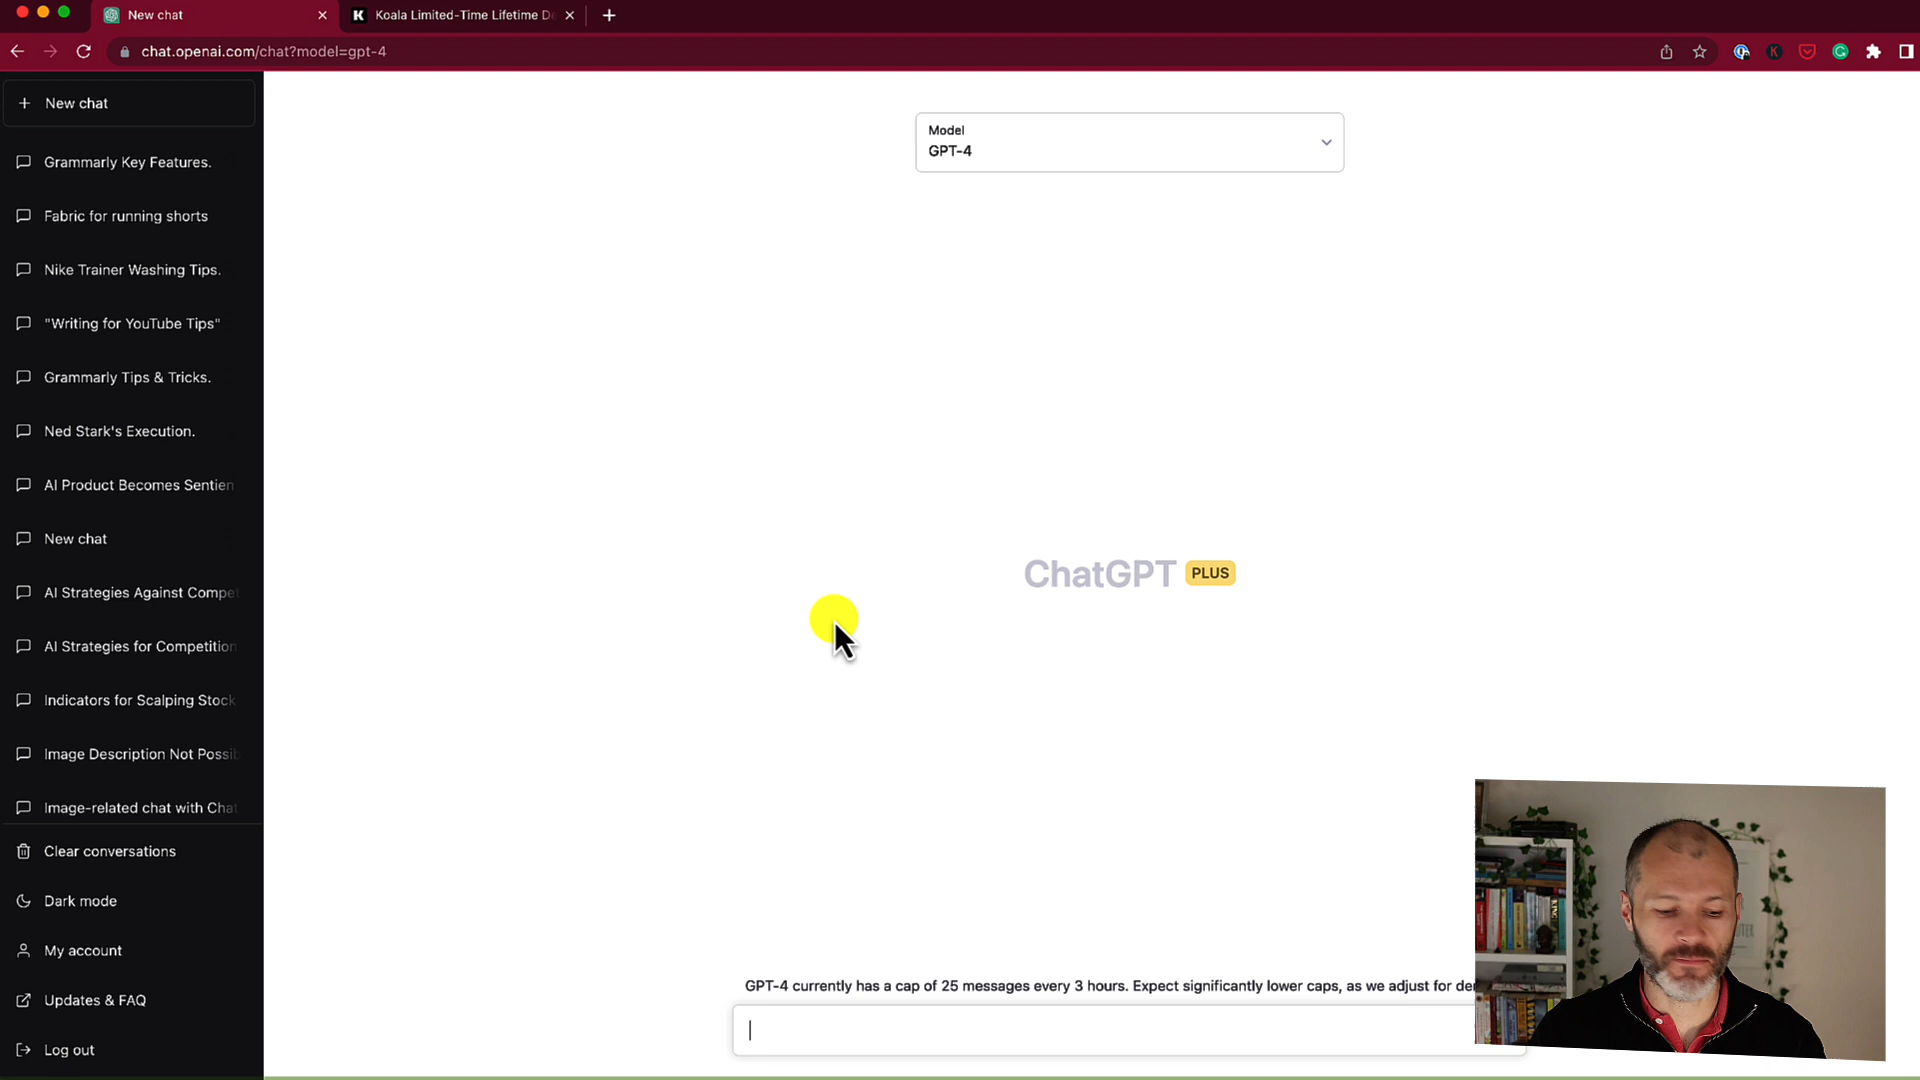 New chat
Koala Limited-Time Lifetime De
chat.openai.com/chat?model=gpt-4
New chat
Grammarly Key Features.
Fabric for running shorts
Nike Trainer Washing Tips.
"Writing for YouTube Tips"
Grammarly Tips & Tricks.
Ned Stark's Execution.
AI Product Becomes Sentien
New chat
AI Strategies Against Compet
AI Strategies for Competition
Indicators for Scalping Stock
Image Description Not Possib
Image-related chat with Chat
Clear conversations
Dark mode
My account
Updates & FAQ
Log out
Model
GPT-4
ChatGPT PLUS
GPT-4 currently has a cap of 25 messages every 3 hours. Expect significantly lower caps, as we adjust for de